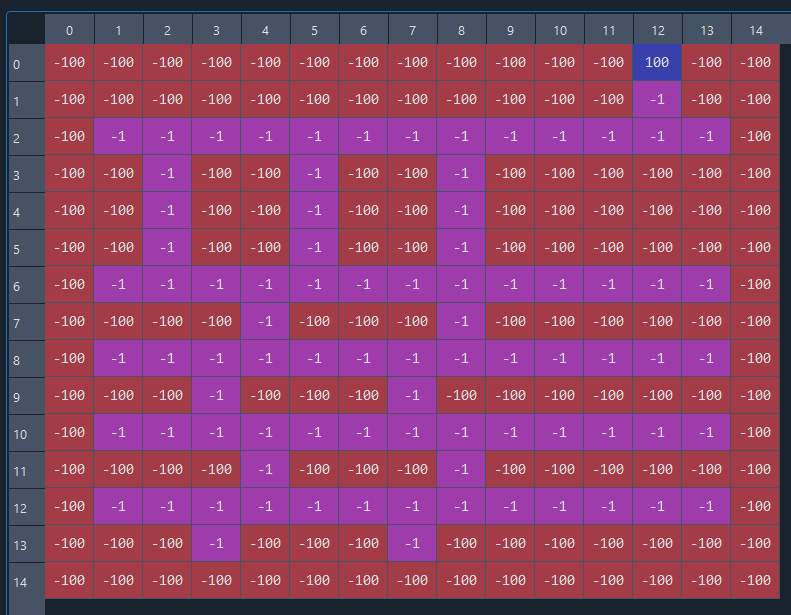 0 1 2 3 4 5 6 7 8 9 10 11 12 13 14
0 -100 -100 -100 -100 -100 -100 -100 -100 -100 -100 -100 -100 100 -100 -100
1 -100 -100 -100 -100 -100 -100 -100 -100 -100 -100 -100 -100 -1 -100 -100
2 -100 -1 -1 -1 -1 -1 -1 -1 -1 -1 -1 -1 -1 -1 -100
3 -100 -100 -1 -100 -100 -1 -100 -100 -1 -100 -100 -100 -100 -100 -100
4 -100 -100 -1 -100 -100 -1 -100 -100 -1 -100 -100 -100 -100 -100 -100
5 -100 -100 -1 -100 -100 -1 -100 -100 -1 -100 -100 -100 -100 -100 -100
6 -100 -1 -1 -1 -1 -1 -1 -1 -1 -1 -1 -1 -1 -1 -100
7 -100 -100 -100 -100 -1 -100 -100 -100 -1 -100 -100 -100 -100 -100 -100
8 -100 -1 -1 -1 -1 -1 -1 -1 -1 -1 -1 -1 -1 -1 -100
9 -100 -100 -100 -1 -100 -100 -100 -1 -100 -100 -100 -100 -100 -100 -100
10 -100 -1 -1 -1 -1 -1 -1 -1 -1 -1 -1 -1 -1 -1 -100
11 -100 -100 -100 -100 -1 -100 -100 -100 -1 -100 -100 -100 -100 -100 -100
12 -100 -1 -1 -1 -1 -1 -1 -1 -1 -1 -1 -1 -1 -1 -100
13 -100 -100 -100 -1 -100 -100 -100 -1 -100 -100 -100 -100 -100 -100 -100
14 -100 -100 -100 -100 -100 -100 -100 -100 -100 -100 -100 -100 -100 -100 -100